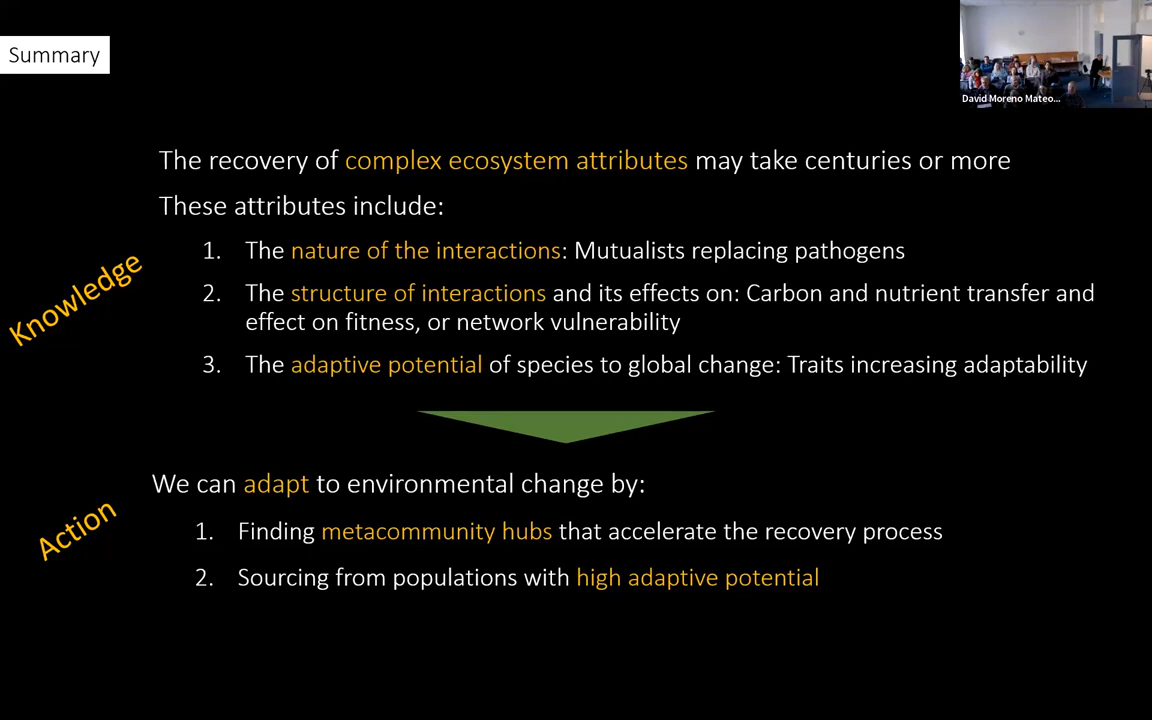 Summary
David Moreno Mateo...
The recovery of complex ecosystem attributes may take centuries or more
These attributes include:
Knowledge
1. The nature of the interactions: Mutualists replacing pathogens
2. The structure of interactions and its effects on: Carbon and nutrient transfer and
effect on fitness, or network vulnerability
3. The adaptive potential of species to global change: Traits increasing adaptability
We can adapt to environmental change by:
Action
1. Finding metacommunity hubs that accelerate the recovery process
2. Sourcing from populations with high adaptive potential